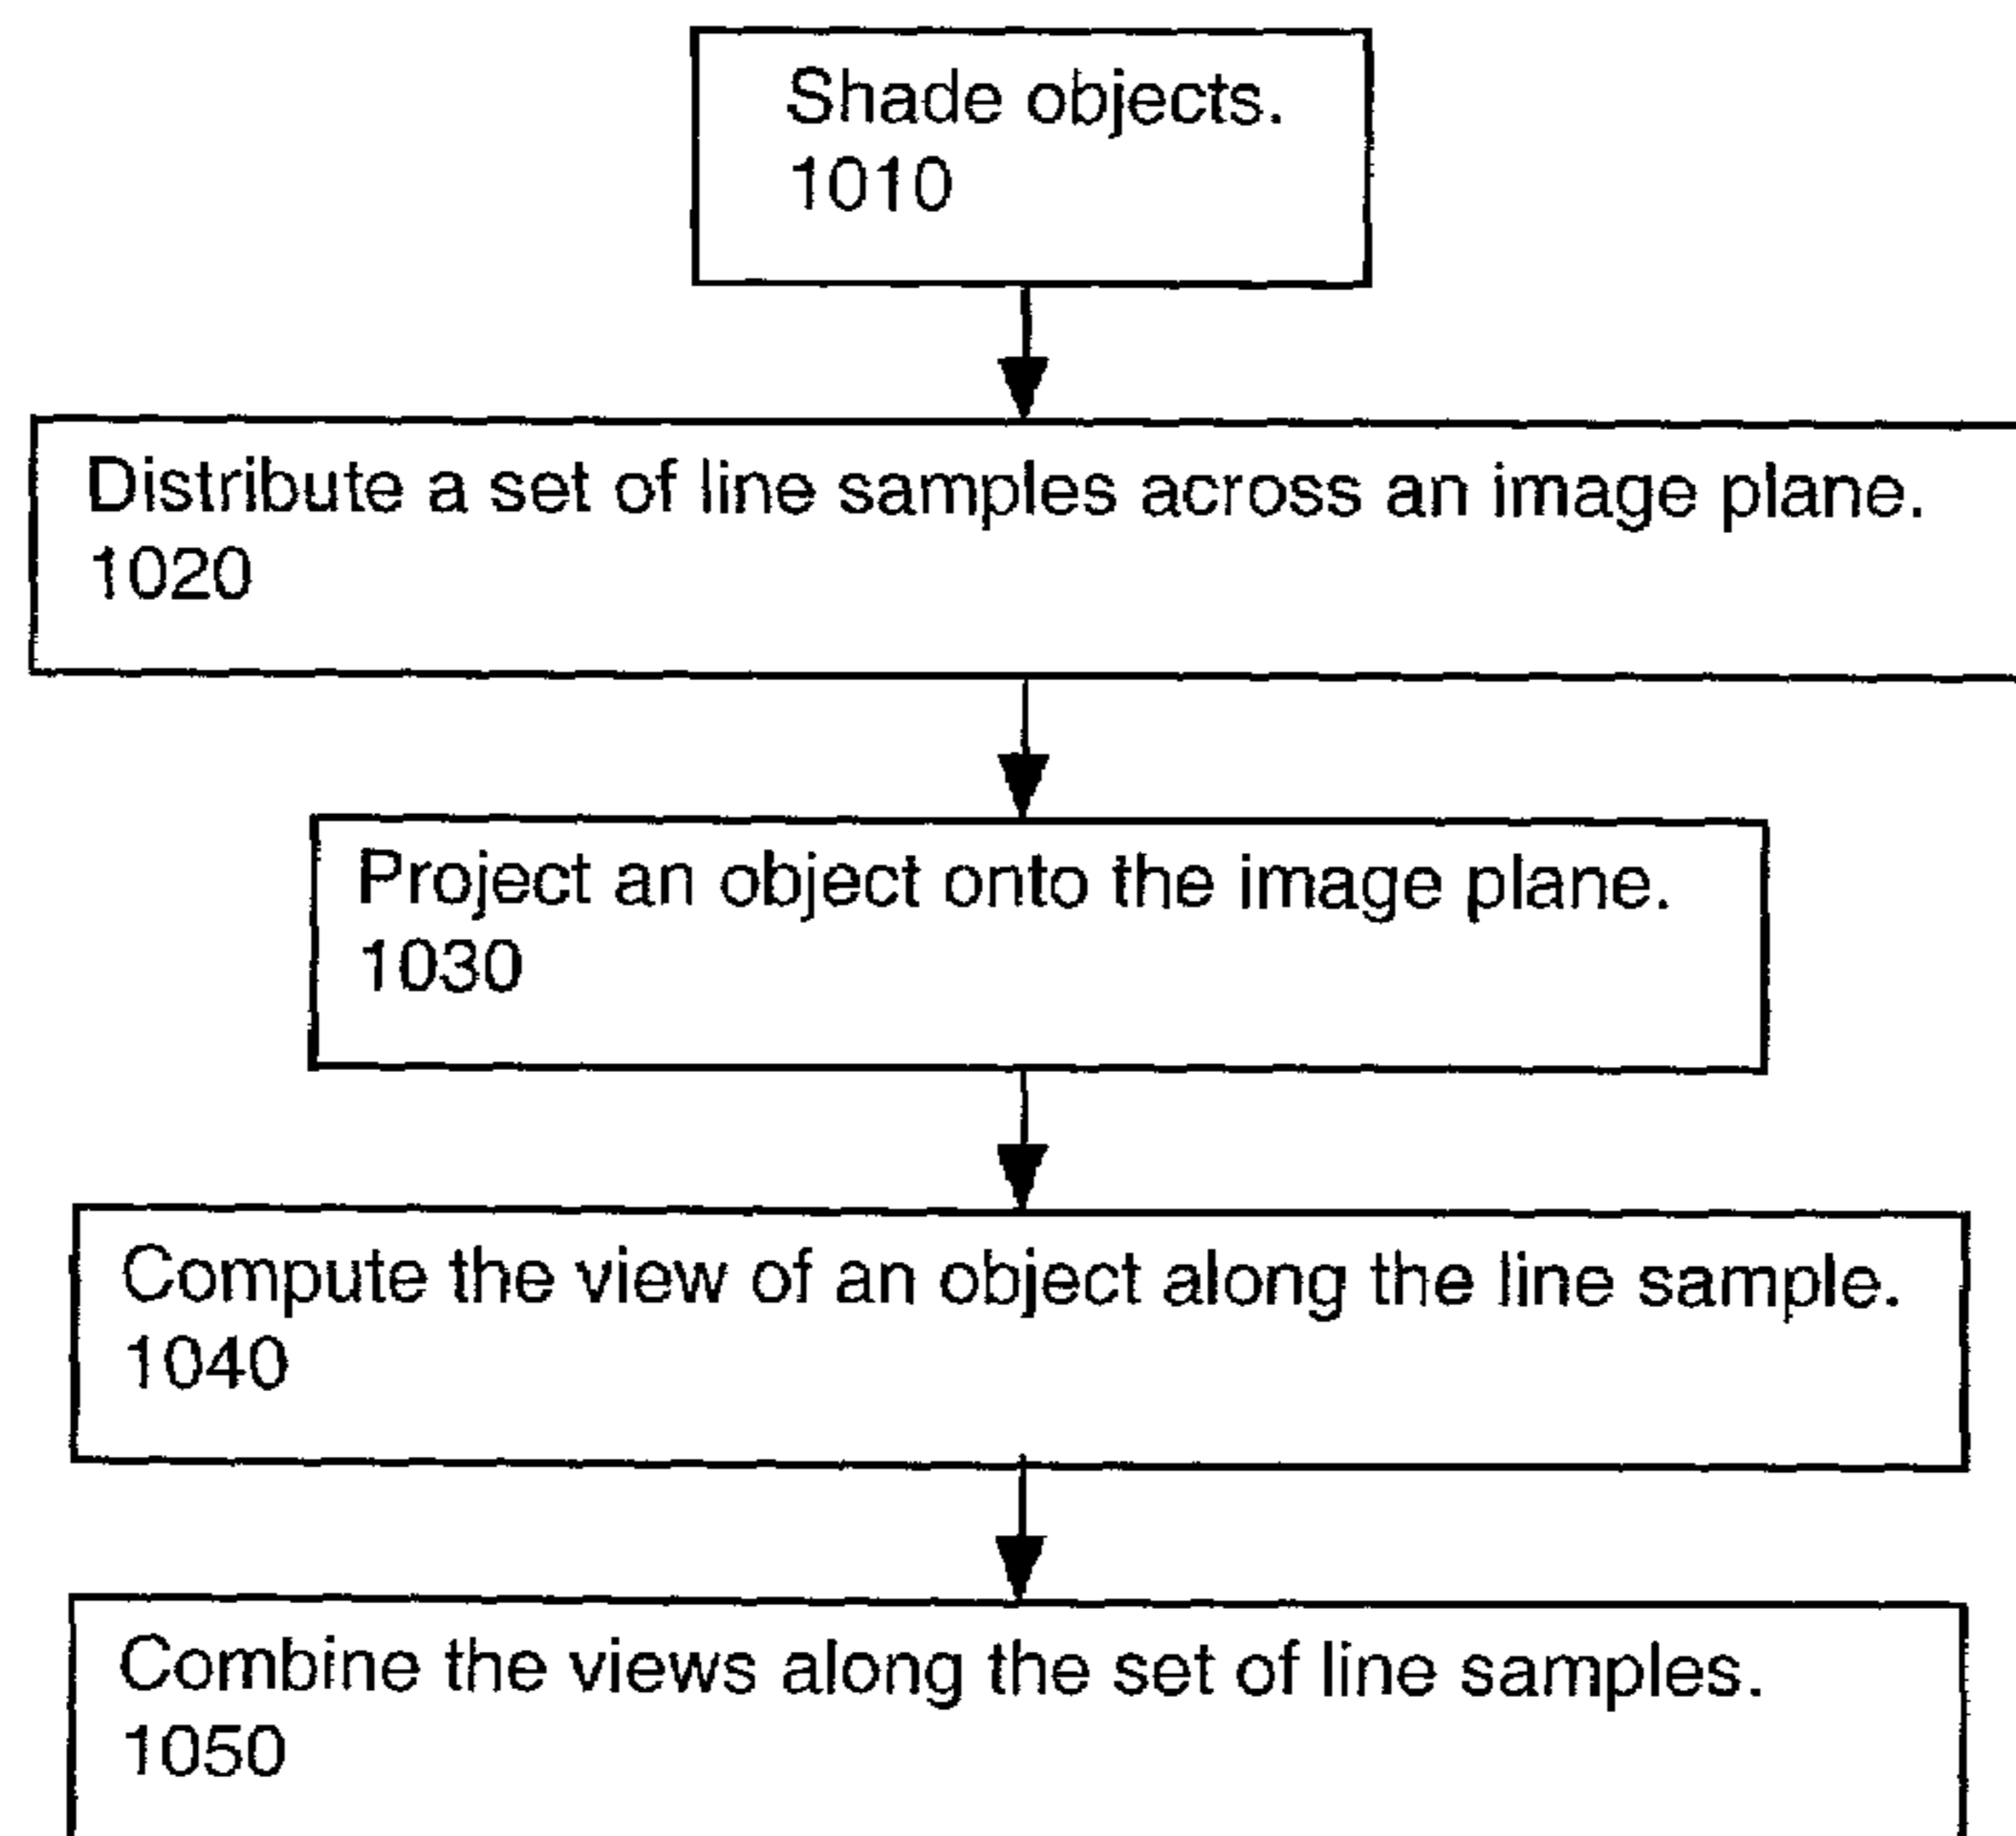 Shade objects.
1010
Distribute a set of line samples across an image plane.
1020
Project an object onto the image plane.
1030
Compute the view of an object along the line sample.
1040
Combine the views along the set of line samples.
1050